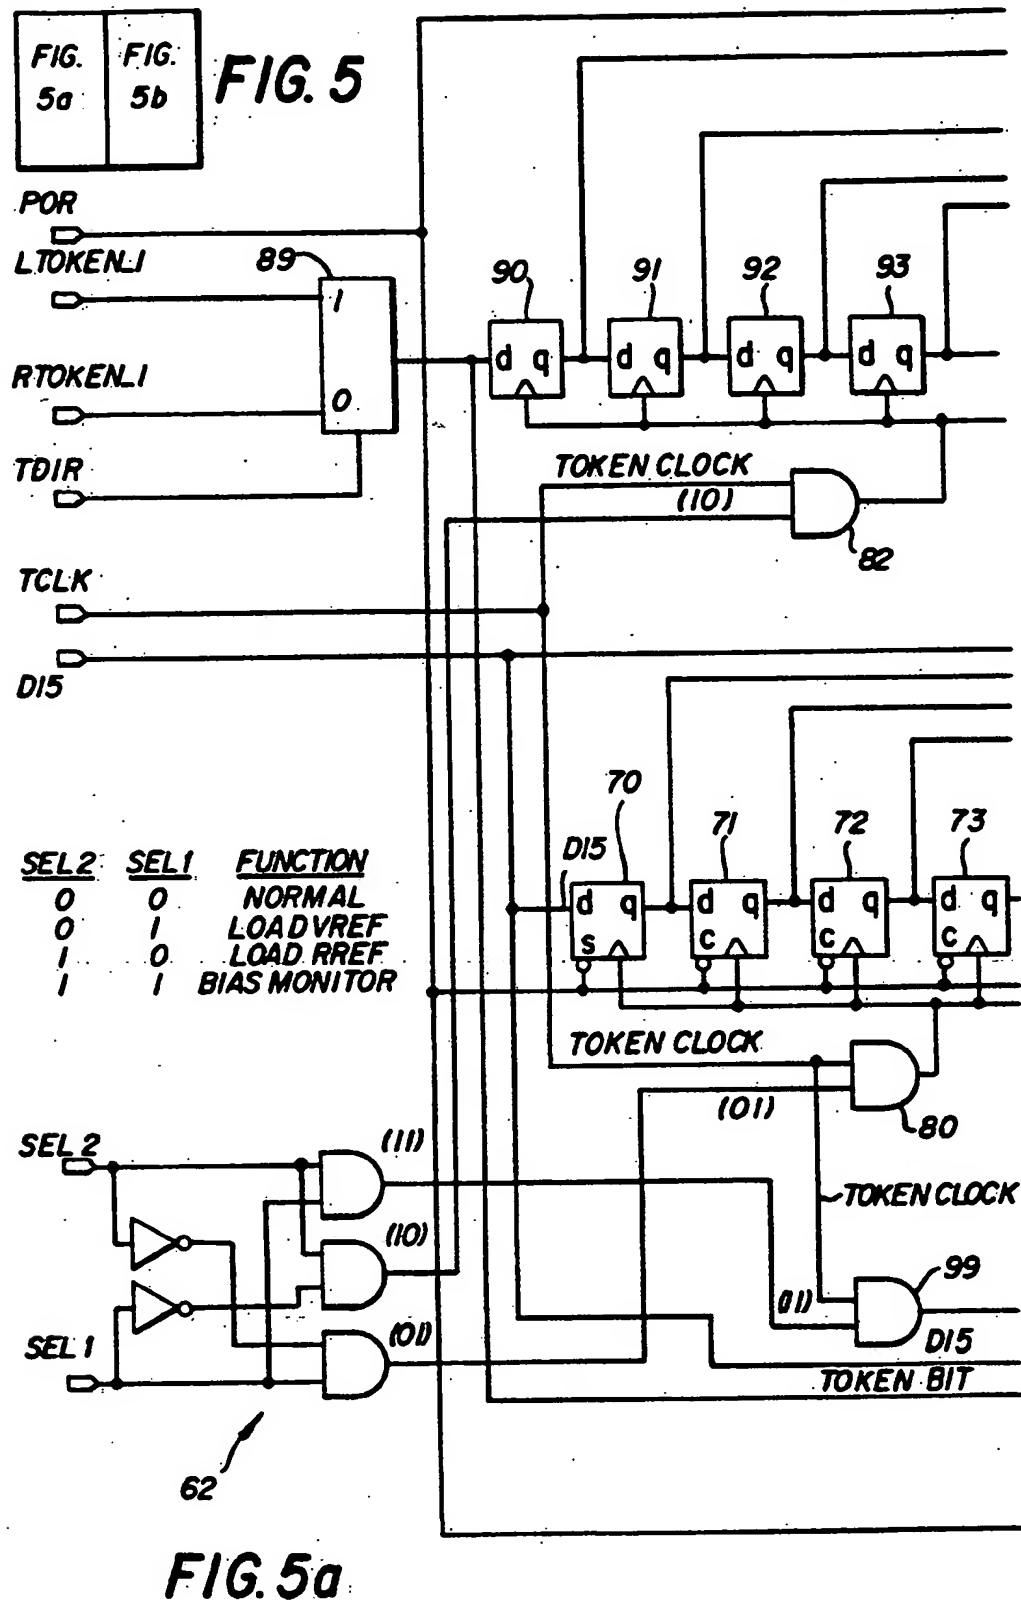 FIG. 5a
FIG. 5b
FIG. 5
POR
LTOKEN_I
89
1
RTOKEN_I
0
TDIR
90
91
92
93
d q
d q
d q
d q
TOKEN CLOCK
(10)
82
TCLK
D15
70
71
72
73
D15
d q
d q
d q
d q
S
C
C
C
SEL2 SEL1 FUNCTION
0 0 NORMAL
0 1 LOAD VREF
1 0 LOAD RREF
1 1 BIAS MONITOR
TOKEN CLOCK
(01)
80
SEL 2
(11)
TOKEN CLOCK
(10)
99
(11)
SEL 1
(01)
D15
TOKEN BIT
62
FIG. 5a